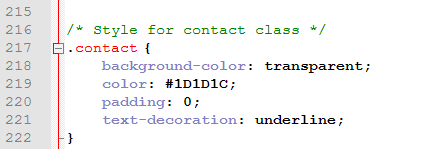 215
216 /* Style for contact class */
217 .contact {
218 background-color: transparent;
219 color: #1D1D1C;
220 padding: 0;
221 text-decoration: underline;
222 }